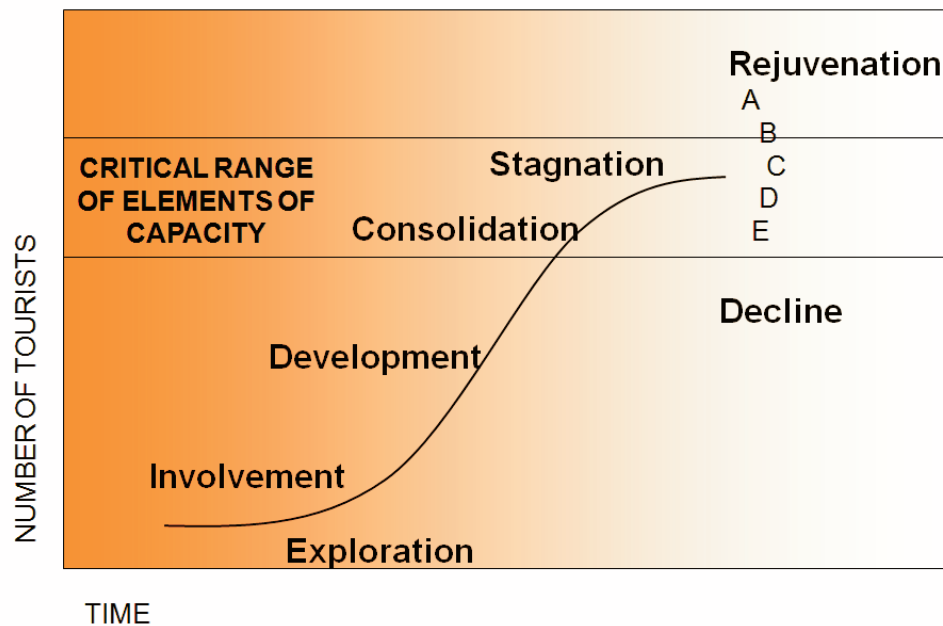 Rejuvenation
A
B
CRITICAL RANGE
OF ELEMENTS OF
CAPACITY
Stagnation
C
D
Consolidation
E
Decline
Development
Involvement
Exploration
NUMBER OF TOURISTS
TIME